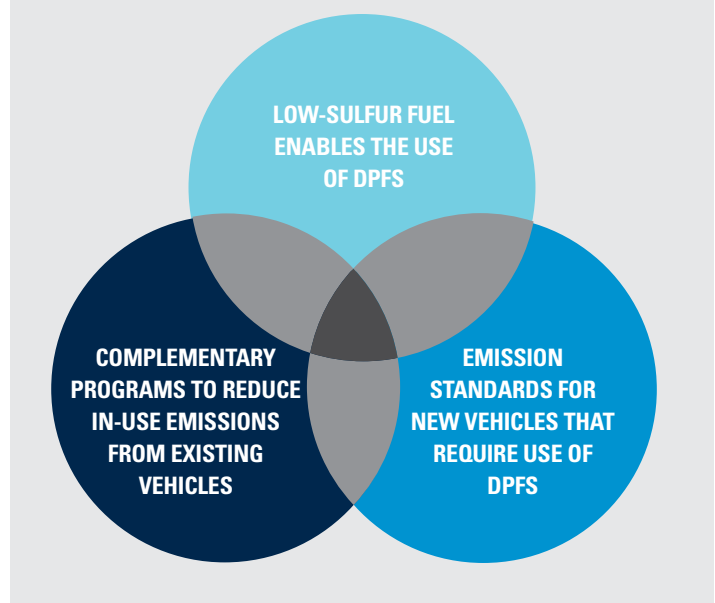 LOW-SULFUR FUEL
ENABLES THE USE
OF DPFS
COMPLEMENTARY
PROGRAMS TO REDUCE
IN-USE EMISSIONS
FROM EXISTING
VEHICLES
EMISSION
STANDARDS FOR
NEW VEHICLES THAT
REQUIRE USE OF
DPFS